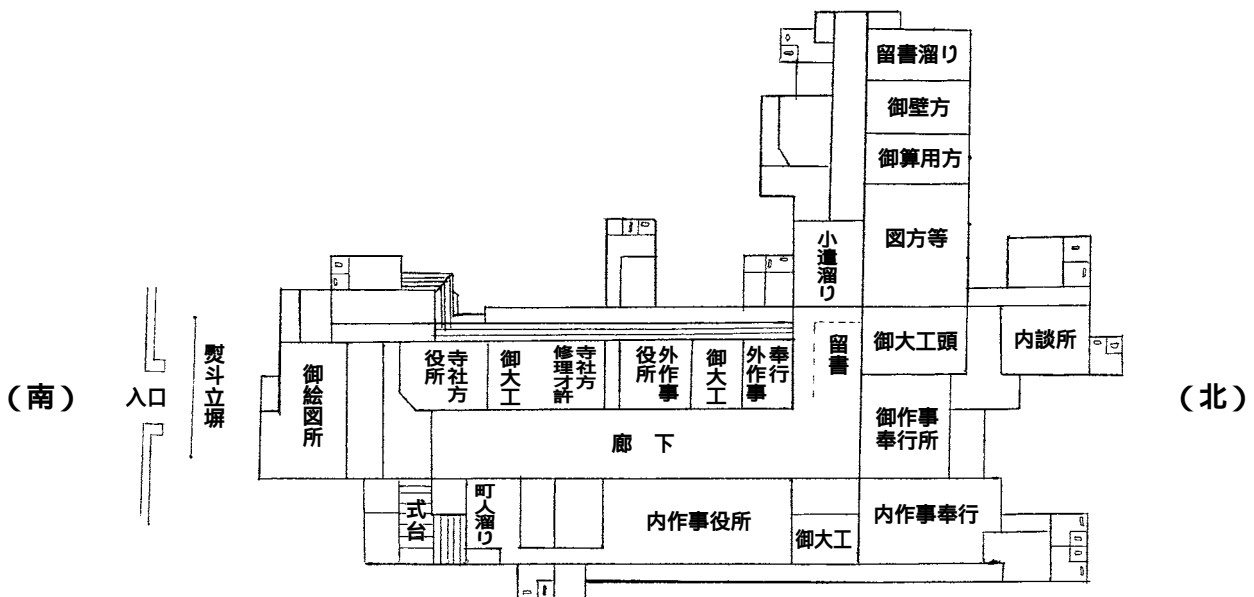 留書溜り
御壁方
御算用方
図方等
小遣溜り
御大工頭
内談所
留書
奉行
外作事
御大工
外作事
役所
寺社方
修理才許
御大工
寺社方
役所
御絵図所
熨斗立塀
入口
(南)
(北)
御作事
奉行所
廊下
内作事奉行
御大工
内作事役所
町人溜り
式台